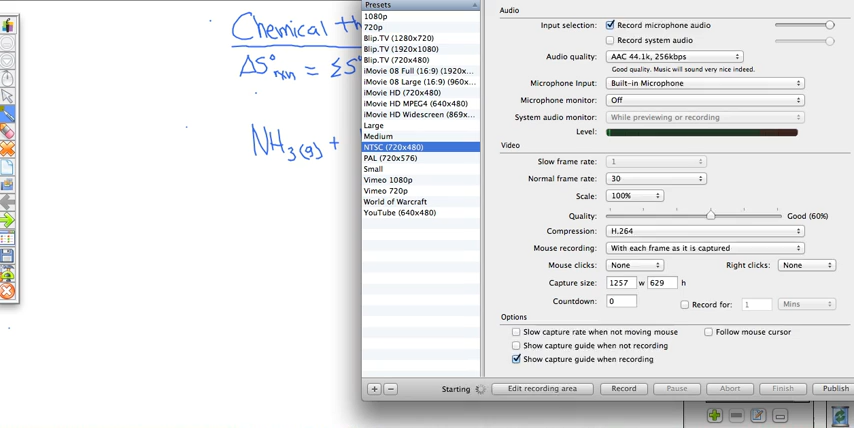 Chemical th
ΔS°rxn = ΣS°
NH3(g) +
Presets
1080p
720p
Blip.TV (1280x720)
Blip.TV (1920x1080)
Blip.TV (720x480)
iMovie 08 Full (16:9) (1920x...
iMovie 08 Large (16:9) (960x...
iMovie HD (720x480)
iMovie HD MPEG4 (640x480)
iMovie HD Widescreen (869x...
Large
Medium
NTSC (720x480)
PAL (720x576)
Small
Vimeo 1080p
Vimeo 720p
World of Warcraft
YouTube (640x480)
Audio
Input selection: Record microphone audio
Record system audio
Audio quality: AAC 44.1k, 256kbps
Good quality. Music will sound very nice indeed.
Microphone Input: Built-in Microphone
Microphone monitor: Off
System audio monitor: While previewing or recording
Level:
Video
Slow frame rate: 1
Normal frame rate: 30
Scale: 100%
Quality: Good (60%)
Compression: H.264
Mouse recording: With each frame as it is captured
Mouse clicks: None Right clicks: None
Capture size: 1257 w 629 h
Countdown: 0 Record for: 1 Mins
Options
Slow capture rate when not moving mouse Follow mouse cursor
Show capture guide when not recording
Show capture guide when recording
Starting Edit recording area Record Pause Abort Finish Publish